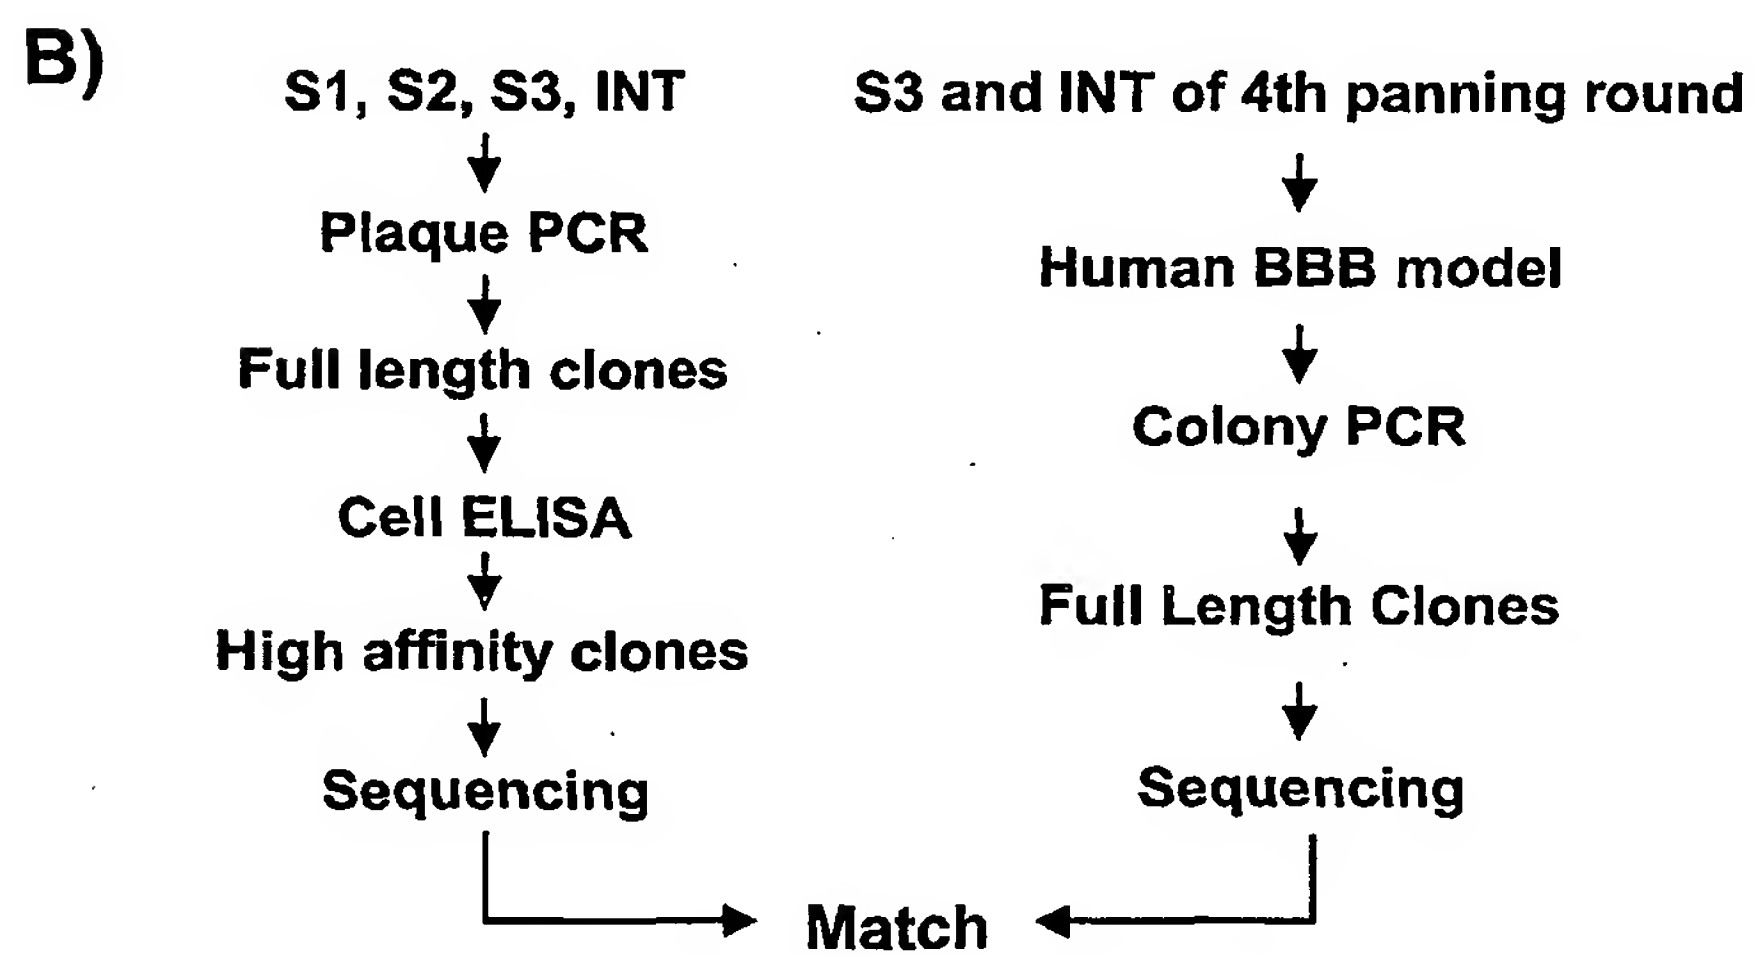 B)
S1, S2, S3, INT
Plaque PCR
Full length clones
Cell ELISA
High affinity clones
Sequencing
S3 and INT of 4th panning round
Human BBB model
Colony PCR
Full Length Clones
Sequencing
Match